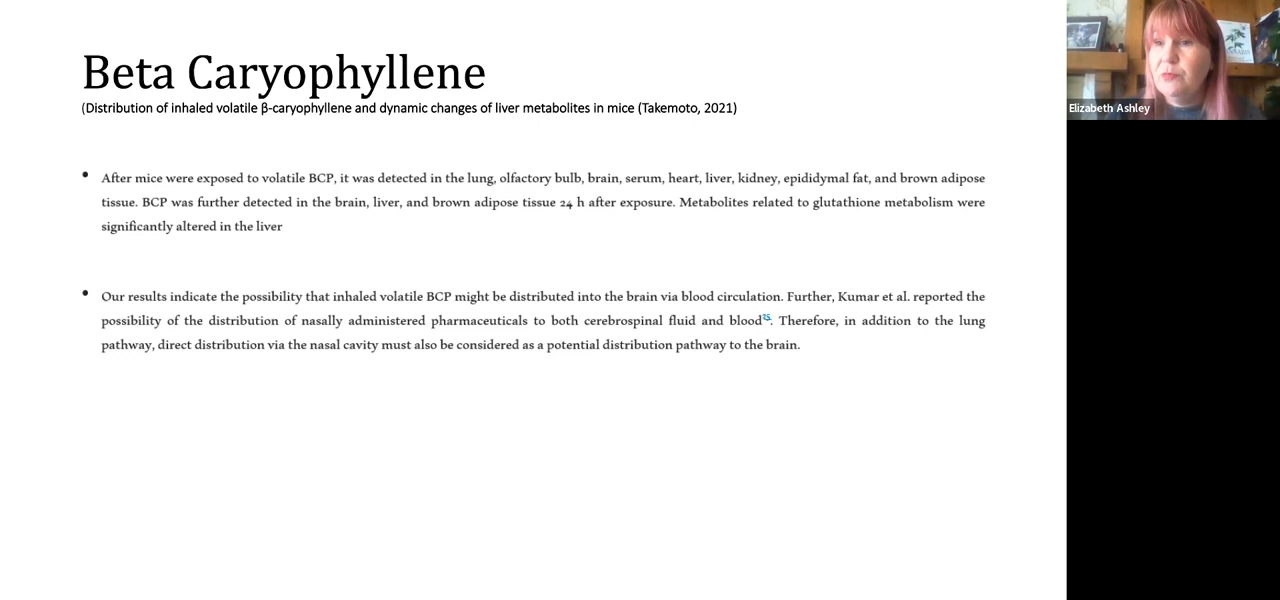 Beta Caryophyllene
(Distribution of inhaled volatile β-caryophyllene and dynamic changes of liver metabolites in mice (Takemoto, 2021)
• After mice were exposed to volatile BCP, it was detected in the lung, olfactory bulb, brain, serum, heart, liver, kidney, epididymal fat, and brown adipose
tissue. BCP was further detected in the brain, liver, and brown adipose tissue 24 h after exposure. Metabolites related to glutathione metabolism were
significantly altered in the liver
• Our results indicate the possibility that inhaled volatile BCP might be distributed into the brain via blood circulation. Further, Kumar et al. reported the
possibility of the distribution of nasally administered pharmaceuticals to both cerebrospinal fluid and blood25. Therefore, in addition to the lung
pathway, direct distribution via the nasal cavity must also be considered as a potential distribution pathway to the brain.
Elizabeth Ashley